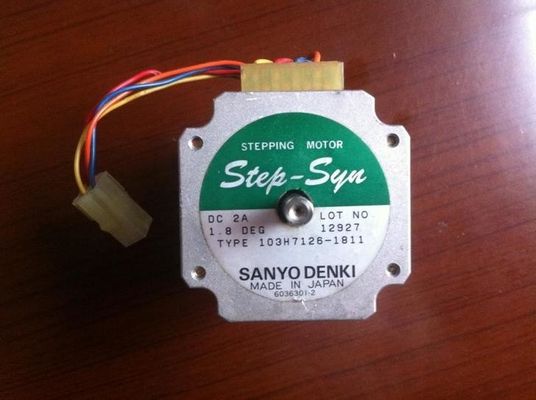 STEPPING MOTOR
Step-Syn
DC 2A LOT NO
1.8 DEG 12927
TYPE 103H7126-1811
SANYO DENKI
MADE IN JAPAN
6036301-2